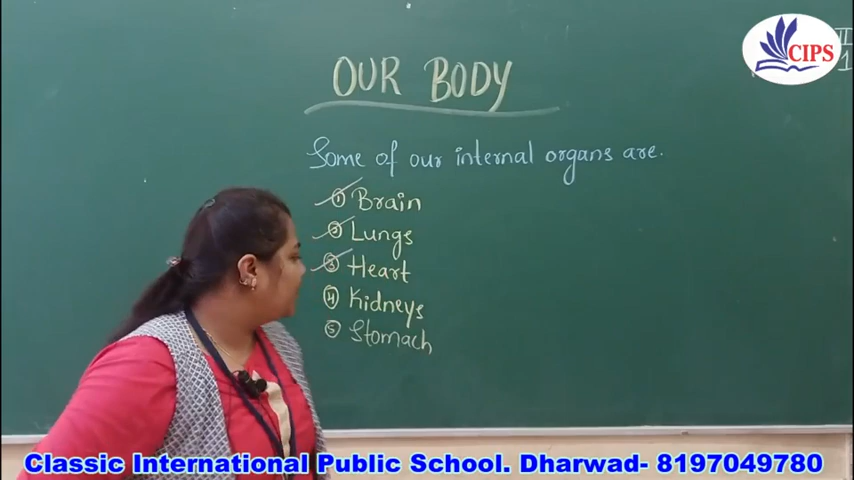 OUR BODY
CIPS
Some of our internal organs are.
① Brain
② Lungs
③ Heart
④ Kidneys
⑤ Stomach
Classic International Public School. Dharwad- 8197049780